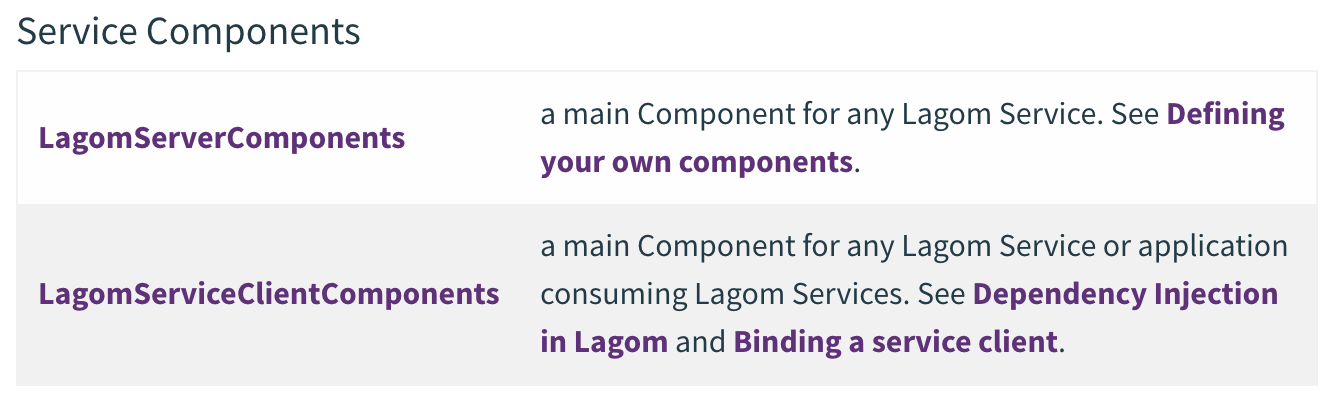 Service Components
LagomServerComponents
a main Component for any Lagom Service. See Defining
your own components.
LagomServiceClientComponents
a main Component for any Lagom Service or application
consuming Lagom Services. See Dependency Injection
in Lagom and Binding a service client.